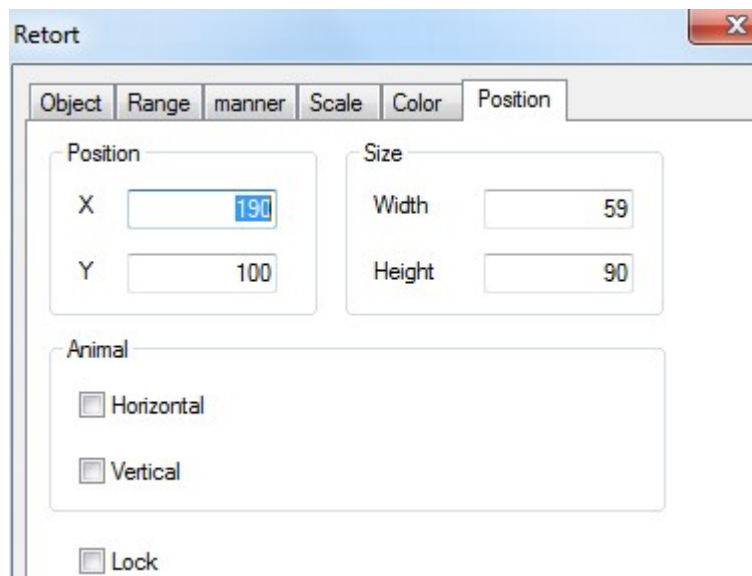 Retort
Object Range manner Scale Color Position
Position
X 190
Y 100
Size
Width 59
Height 90
Animal
Horizontal
Vertical
Lock